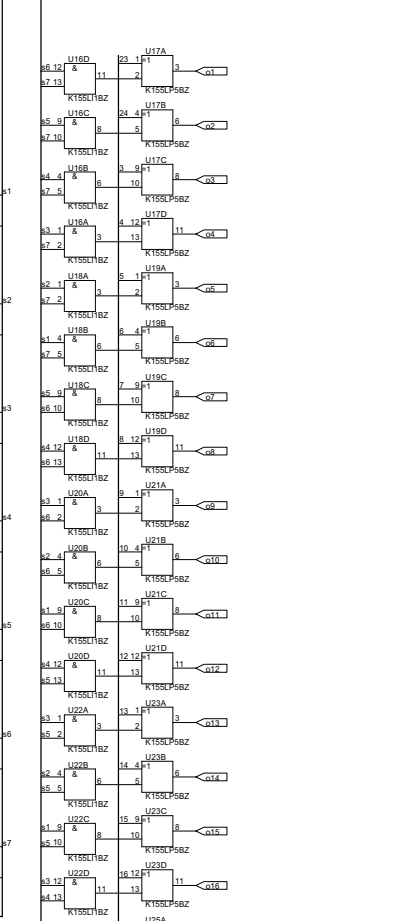 U17A
23 1 =1 3 o1
U16D
s6 12 & 11 2
s7 13
K155LI1BZ K155LP5BZ
U17B
24 4 =1 6 o2
U16C
s5 9 & 8 5
s7 10
K155LI1BZ K155LP5BZ
U17C
3 9 =1 8 o3
U16B
s4 4 & 6 10
s7 5
K155LI1BZ K155LP5BZ
U17D
4 12 =1 11 o4
U16A
s3 1 & 3 13
s7 2
K155LI1BZ K155LP5BZ
U19A
5 1 =1 3 o5
U18A
s2 1 & 3 2
s7 2
K155LI1BZ K155LP5BZ
U19B
6 4 =1 6 o6
U18B
s1 4 & 6 5
s7 5
K155LI1BZ K155LP5BZ
U19C
7 9 =1 8 o7
U18C
s5 9 & 8 10
s6 10
K155LI1BZ K155LP5BZ
U19D
8 12 =1 11 o8
U18D
s4 12 & 11 13
s6 13
K155LI1BZ K155LP5BZ
U21A
9 1 =1 3 o9
U20A
s3 1 & 3 2
s6 2
K155LI1BZ K155LP5BZ
U21B
10 4 =1 6 o10
U20B
s2 4 & 6 5
s6 5
K155LI1BZ K155LP5BZ
U21C
11 9 =1 8 o11
U20C
s1 9 & 8 10
s6 10
K155LI1BZ K155LP5BZ
U21D
12 12 =1 11 o12
U20D
s4 12 & 11 13
s5 13
K155LI1BZ K155LP5BZ
U23A
13 1 =1 3 o13
U22A
s3 1 & 3 2
s5 2
K155LI1BZ K155LP5BZ
U23B
14 4 =1 6 o14
U22B
s2 4 & 6 5
s5 5
K155LI1BZ K155LP5BZ
U23C
15 9 =1 8 o15
U22C
s1 9 & 8 10
s5 10
K155LI1BZ K155LP5BZ
U23D
16 12 =1 11 o16
U22D
s3 12 & 11 13
s4 13
K155LI1BZ K155LP5BZ
U25A
s1
s2
s3
s4
s5
s6
s7